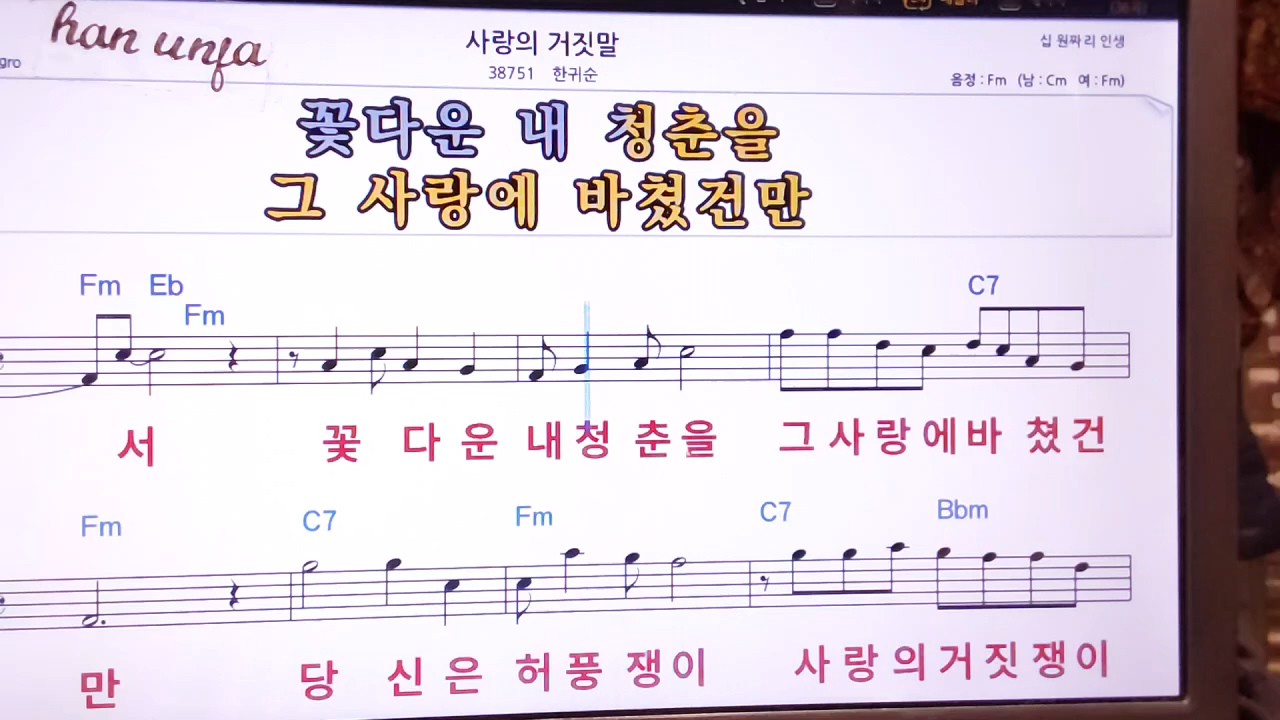 han unfa
사랑의 거짓말
십 원짜리 인생
gro
38751 한귀순
음정 : Fm (남 : Cm 여 : Fm)
꽃다운 내 청춘을
그 사랑에 바쳤건만
Fm Eb Fm C7
서 꽃 다 운 내 청 춘 을 그 사 랑 에 바 쳤 건
Fm C7 Fm C7 Bbm
만 당 신 은 허 풍 쟁 이 사 랑 의 거 짓 쟁 이